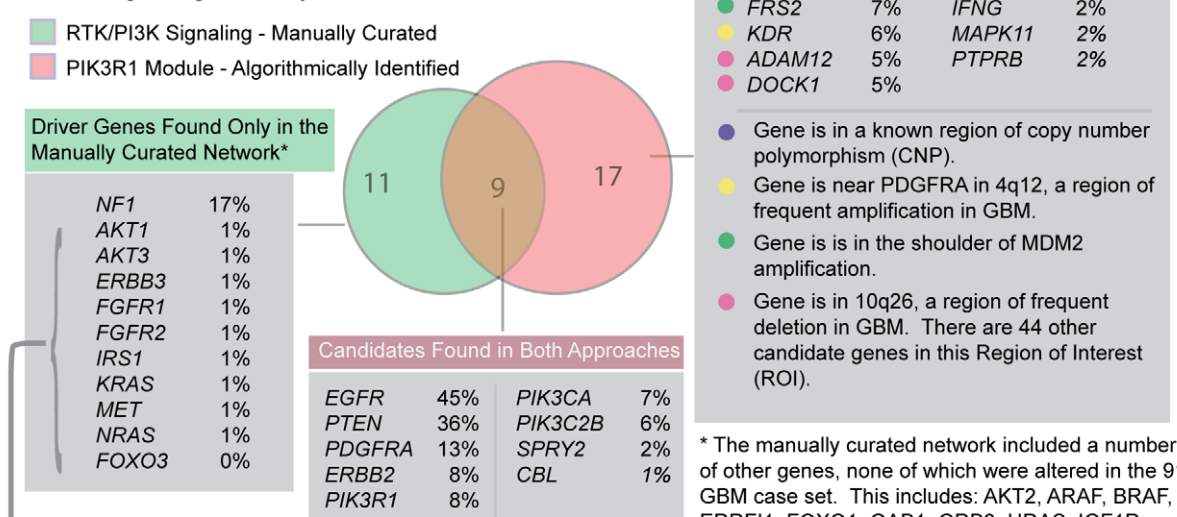 RTK/PI3K Signaling - Manually Curated
PIK3R1 Module - Algorithmically Identified
Driver Genes Found Only in the
Manually Curated Network*
NF1 17%
AKT1 1%
AKT3 1%
ERBB3 1%
FGFR1 1%
FGFR2 1%
IRS1 1%
KRAS 1%
MET 1%
NRAS 1%
FOXO3 0%
11
9
17
Candidates Found in Both Approaches
EGFR 45% PIK3CA 7%
PTEN 36% PIK3C2B 6%
PDGFRA 13% SPRY2 2%
ERBB2 8% CBL 1%
PIK3R1 8%
FRS2 7% IFNG 2%
KDR 6% MAPK11 2%
ADAM12 5% PTPRB 2%
DOCK1 5%
Gene is in a known region of copy number
polymorphism (CNP).
Gene is near PDGFRA in 4q12, a region of
frequent amplification in GBM.
Gene is is in the shoulder of MDM2
amplification.
Gene is in 10q26, a region of frequent
deletion in GBM. There are 44 other
candidate genes in this Region of Interest
(ROI).
* The manually curated network included a number
of other genes, none of which were altered in the 9
GBM case set. This includes: AKT2, ARAF, BRAF,